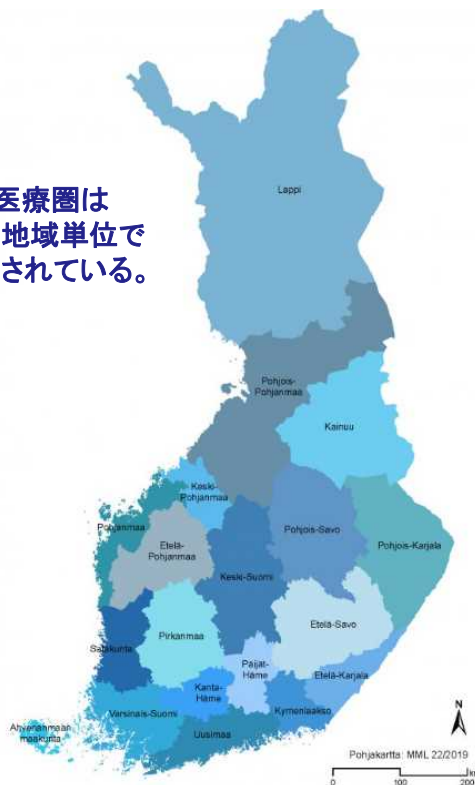 Lappi
医療圏は
地域単位で
されている。
Pohjois-
Pohjanmaa
Kainuu
Keski-
Pohjanmaa
Pohjanmaa
Etelä-
Pohjanmaa
Pohjois-Savo
Pohjois-Karjala
Keski-Suomi
Etelä-Savo
Satakunta
Pirkanmaa
Päijät-
Häme
Etelä-Karjala
Kanta-
Häme
Kymenlaakso
Varsinais-Suomi
Uusimaa
Ahvenanmaan
maakunta
N
Pohjakartta: MML 22/2019
km
0 100 200